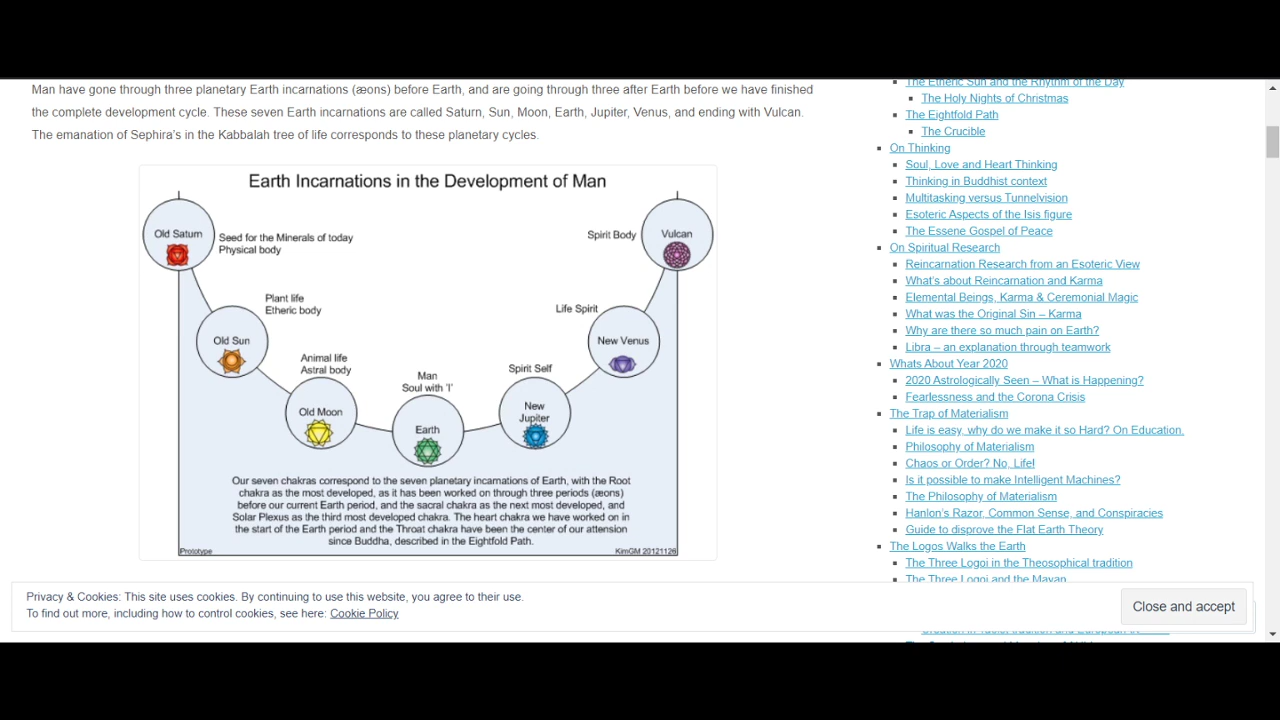 Man have gone through three planetary Earth incarnations (æons) before Earth, and are going through three after Earth before we have finished
the complete development cycle. These seven Earth incarnations are called Saturn, Sun, Moon, Earth, Jupiter, Venus, and ending with Vulcan.
The emanation of Sephira's in the Kabbalah tree of life corresponds to these planetary cycles.
Earth Incarnations in the Development of Man
Old Saturn
Seed for the Minerals of today
Physical body
Spirit Body
Vulcan
Plant life
Etheric body
Old Sun
Life Spirit
New Venus
Animal life
Astral body
Old Moon
Man
Soul with 'I'
Earth
Spirit Self
New
Jupiter
Our seven chakras correspond to the seven planetary incarnations of Earth, with the Root
chakra as the most developed, as it has been worked on through three periods (æons)
before our current Earth period, and the sacral chakra as the next most developed, and
Solar Plexus as the third most developed chakra. The heart chakra we have worked on in
the start of the Earth period and the Throat chakra have been the center of our attention
since Buddha, described in the Eightfold Path.
Prototype
KimGM 20121126
The Etheric Sun and the Rhythm of the Day
The Holy Nights of Christmas
The Eightfold Path
The Crucible
On Thinking
Soul, Love and Heart Thinking
Thinking in Buddhist context
Multitasking versus Tunnelvision
Esoteric Aspects of the Isis figure
The Essene Gospel of Peace
On Spiritual Research
Reincarnation Research from an Esoteric View
What's about Reincarnation and Karma
Elemental Beings, Karma & Ceremonial Magic
What was the Original Sin – Karma
Why are there so much pain on Earth?
Libra – an explanation through teamwork
Whats About Year 2020
2020 Astrologically Seen – What is Happening?
Fearlessness and the Corona Crisis
The Trap of Materialism
Life is easy, why do we make it so Hard? On Education.
Philosophy of Materialism
Chaos or Order? No, Life!
Is it possible to make Intelligent Machines?
The Philosophy of Materialism
Hanlon's Razor, Common Sense, and Conspiracies
Guide to disprove the Flat Earth Theory
The Logos Walks the Earth
The Three Logoi in the Theosophical tradition
The Three Logoi and the Mayan
Privacy & Cookies: This site uses cookies. By continuing to use this website, you agree to their use.
To find out more, including how to control cookies, see here: Cookie Policy
Close and accept